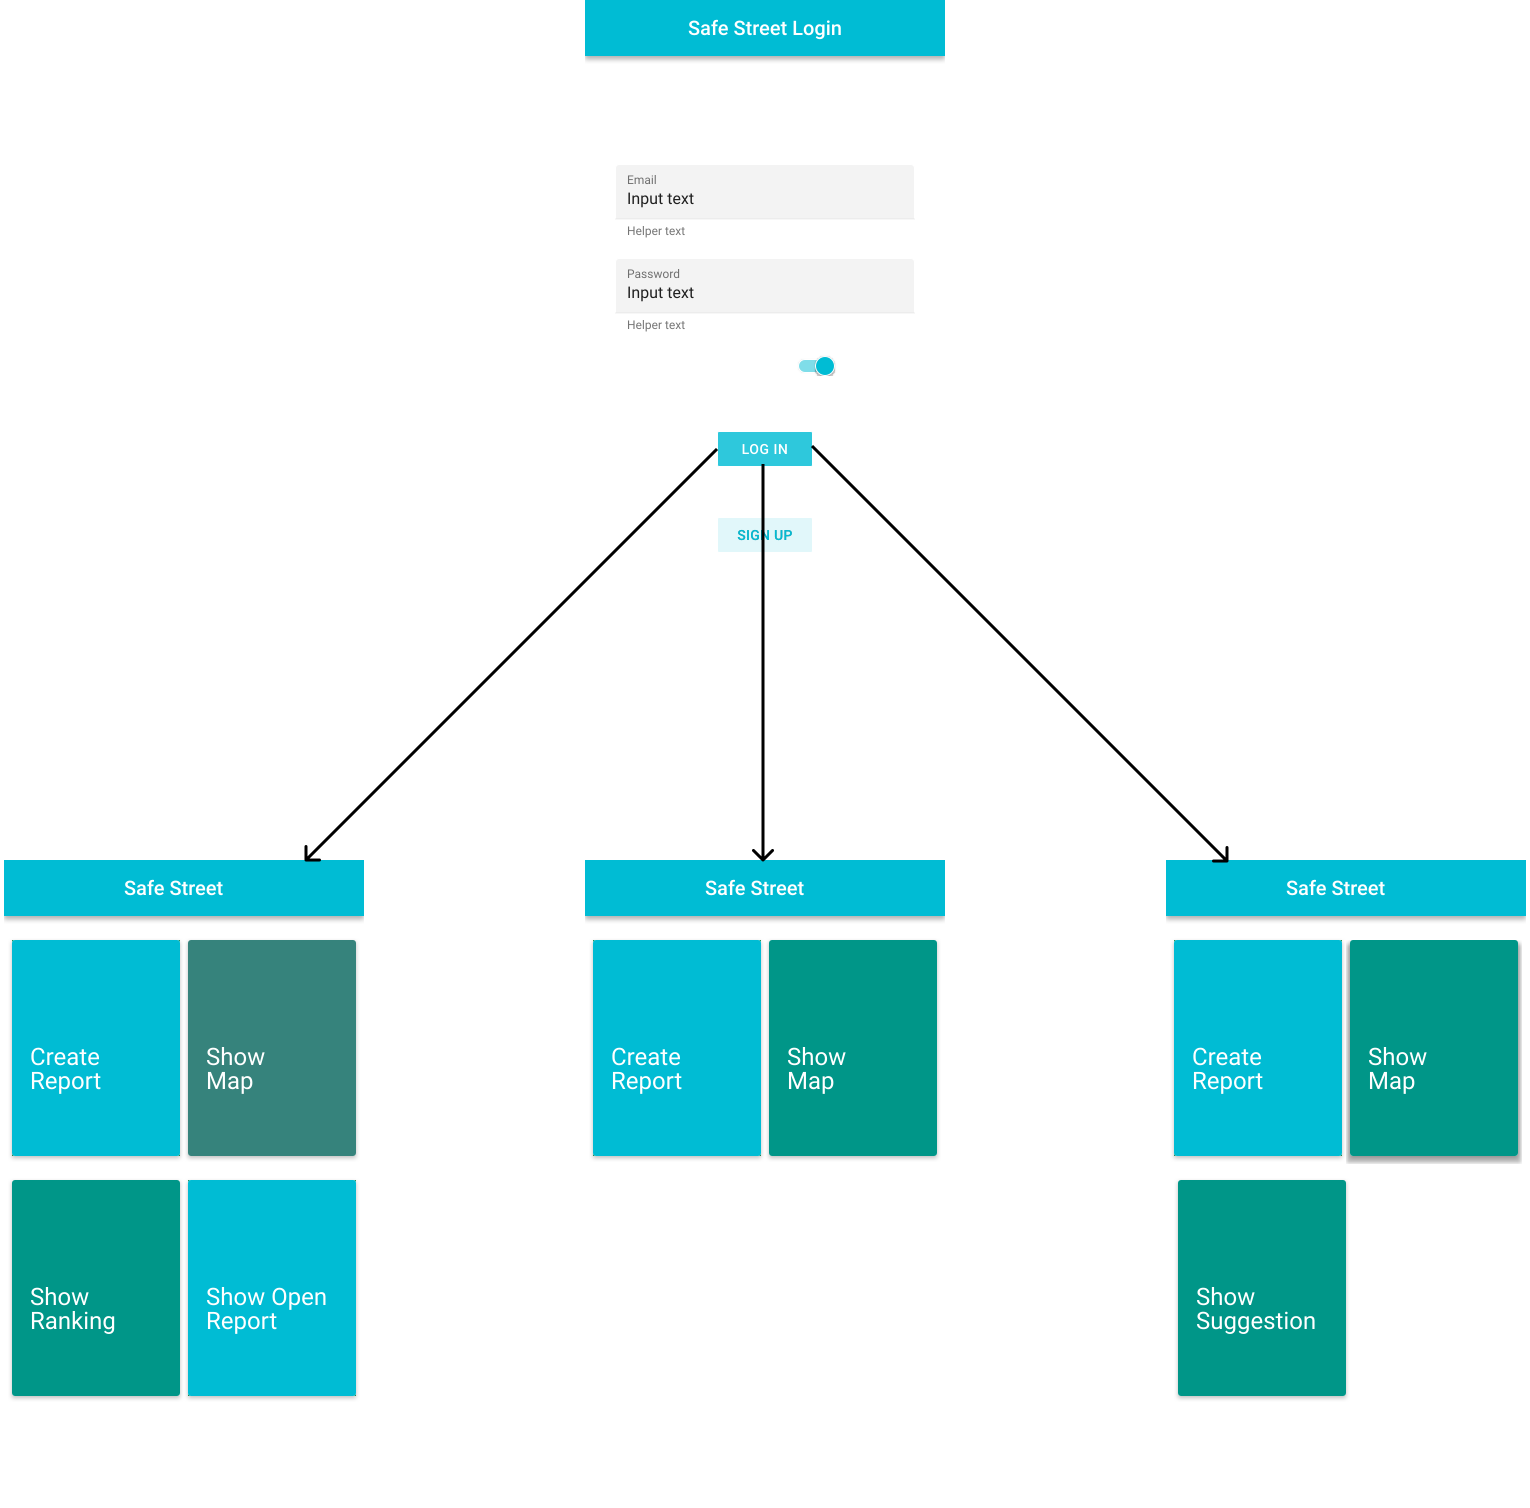 Safe Street Login
Email
Input text
Helper text
Password
Input text
Helper text
LOG IN
SIGN UP
Safe Street
Create
Report
Show
Map
Show
Ranking
Show Open
Report
Safe Street
Create
Report
Show
Map
Safe Street
Create
Report
Show
Map
Show
Suggestion